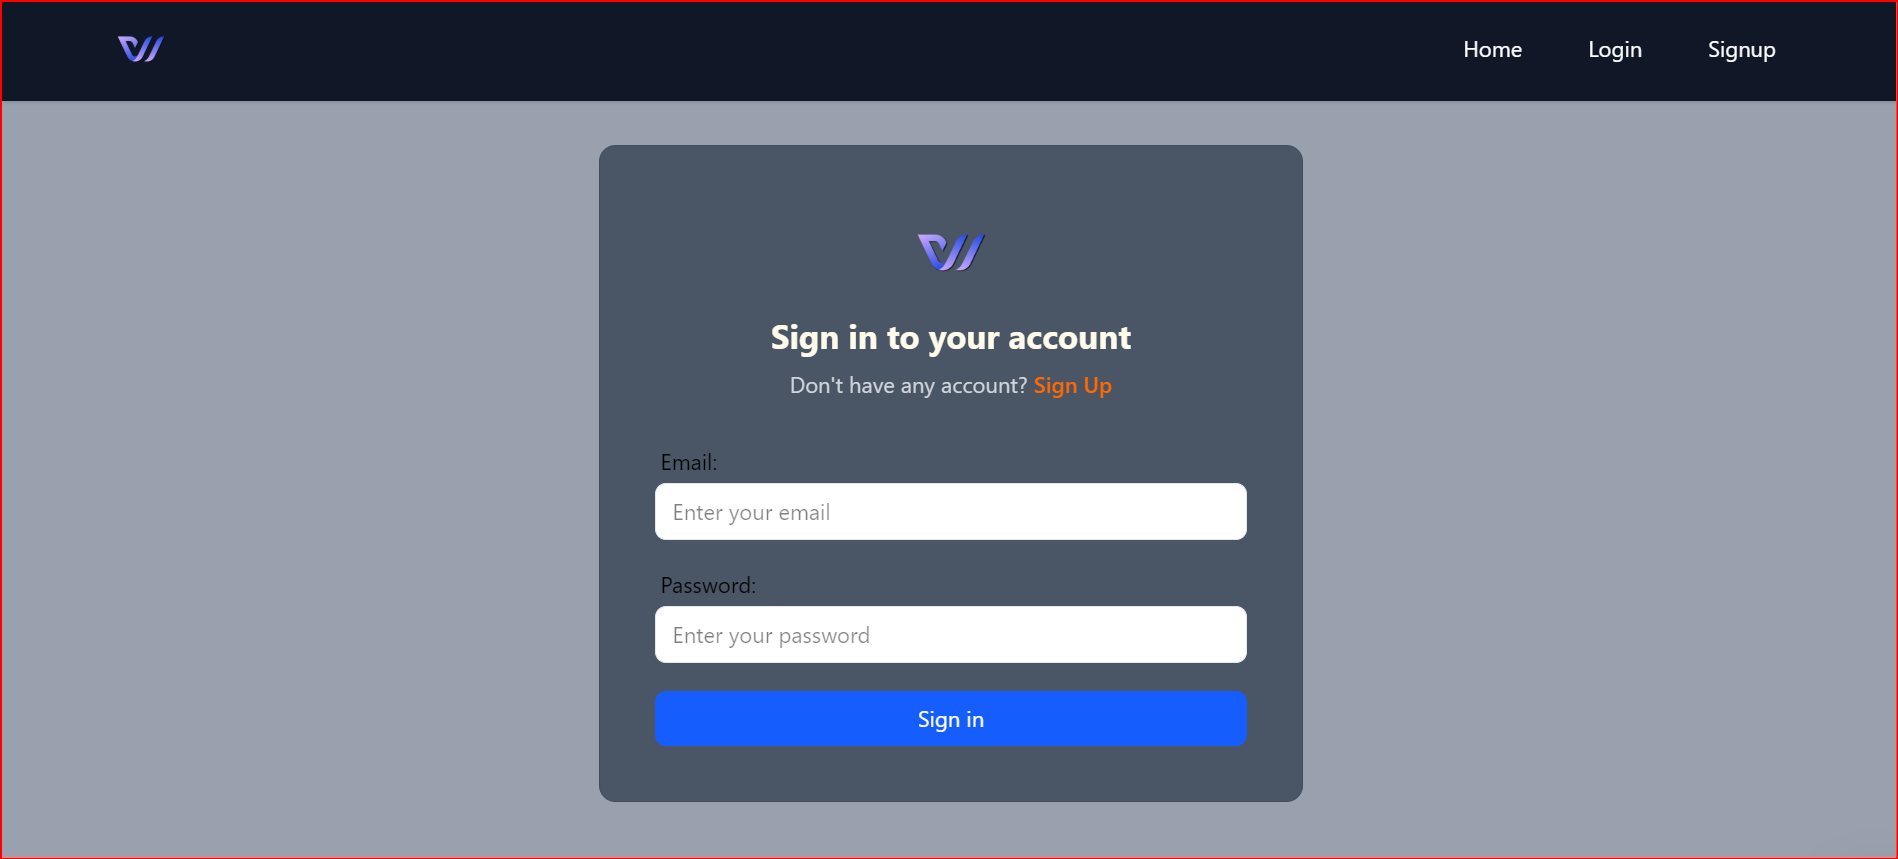 Home Login Signup
Sign in to your account
Don't have any account? Sign Up
Email:
Enter your email
Password:
Enter your password
Sign in